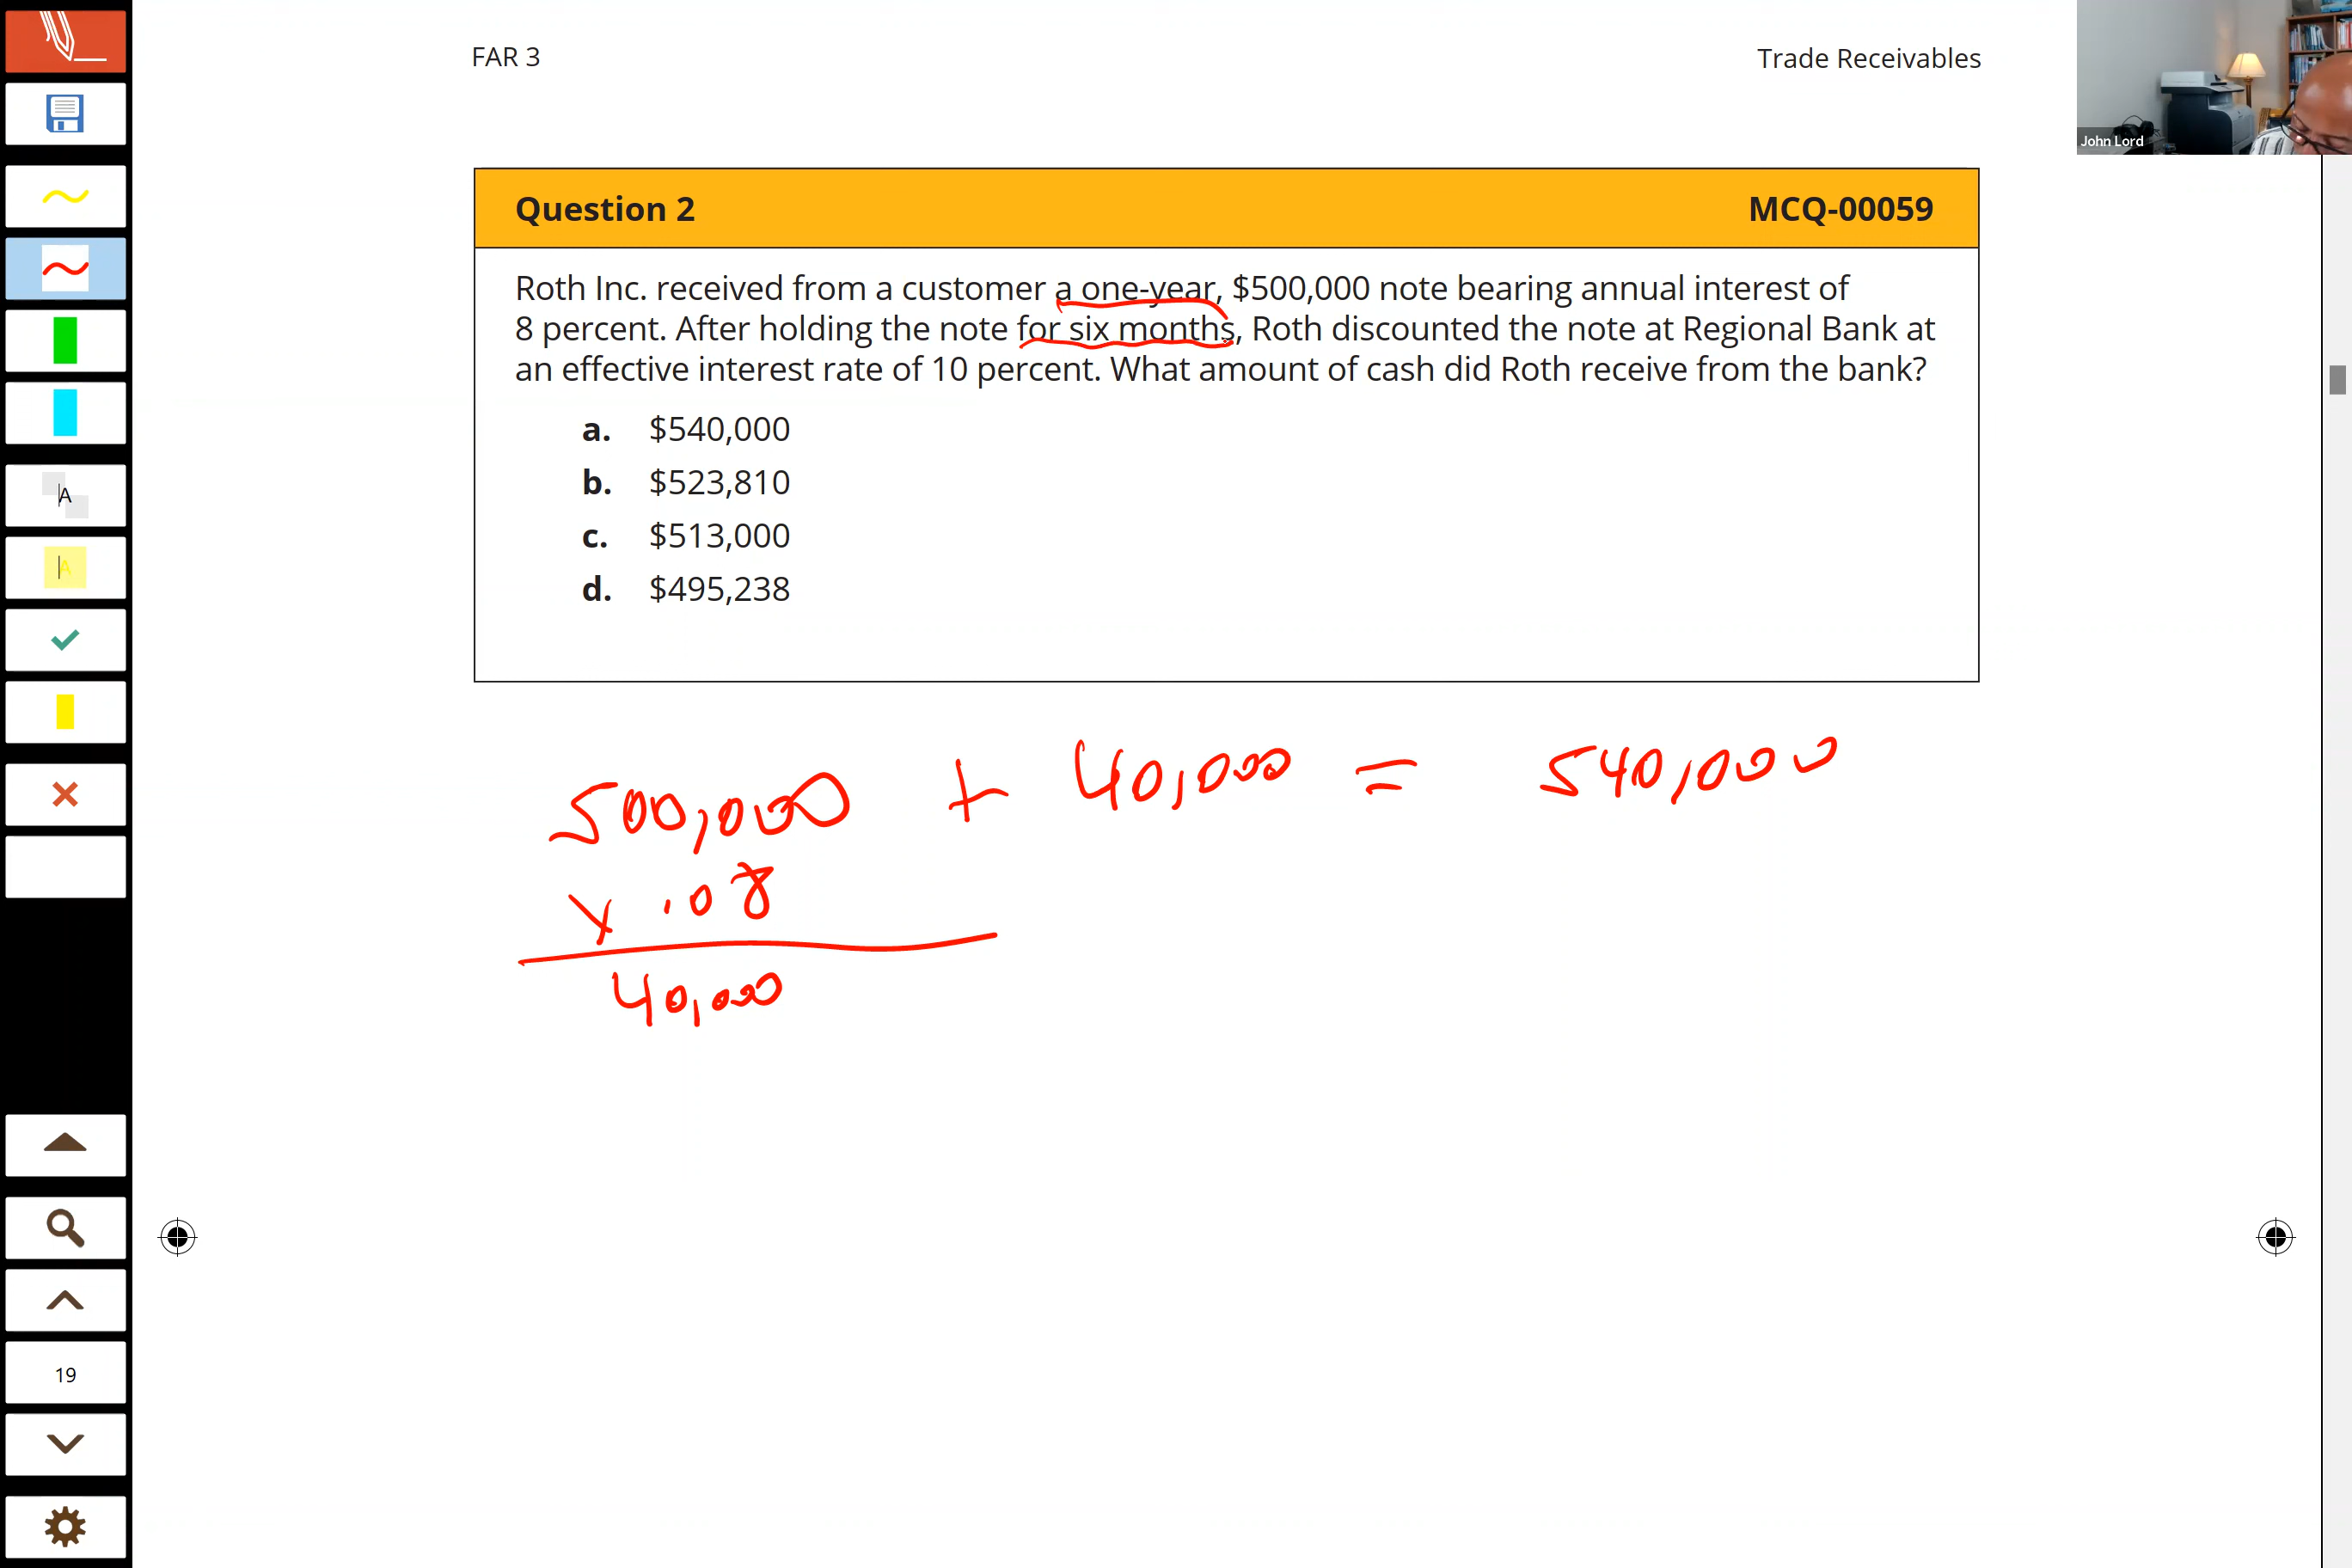 FAR 3
Trade Receivables
John Lord
Question 2
MCQ-00059
Roth Inc. received from a customer a one-year, $500,000 note bearing annual interest of
8 percent. After holding the note for six months, Roth discounted the note at Regional Bank at
an effective interest rate of 10 percent. What amount of cash did Roth receive from the bank?
a. $540,000
b. $523,810
c. $513,000
d. $495,238
500,000 + 40,000 = 540,000
x .08
40,000
A
A
19